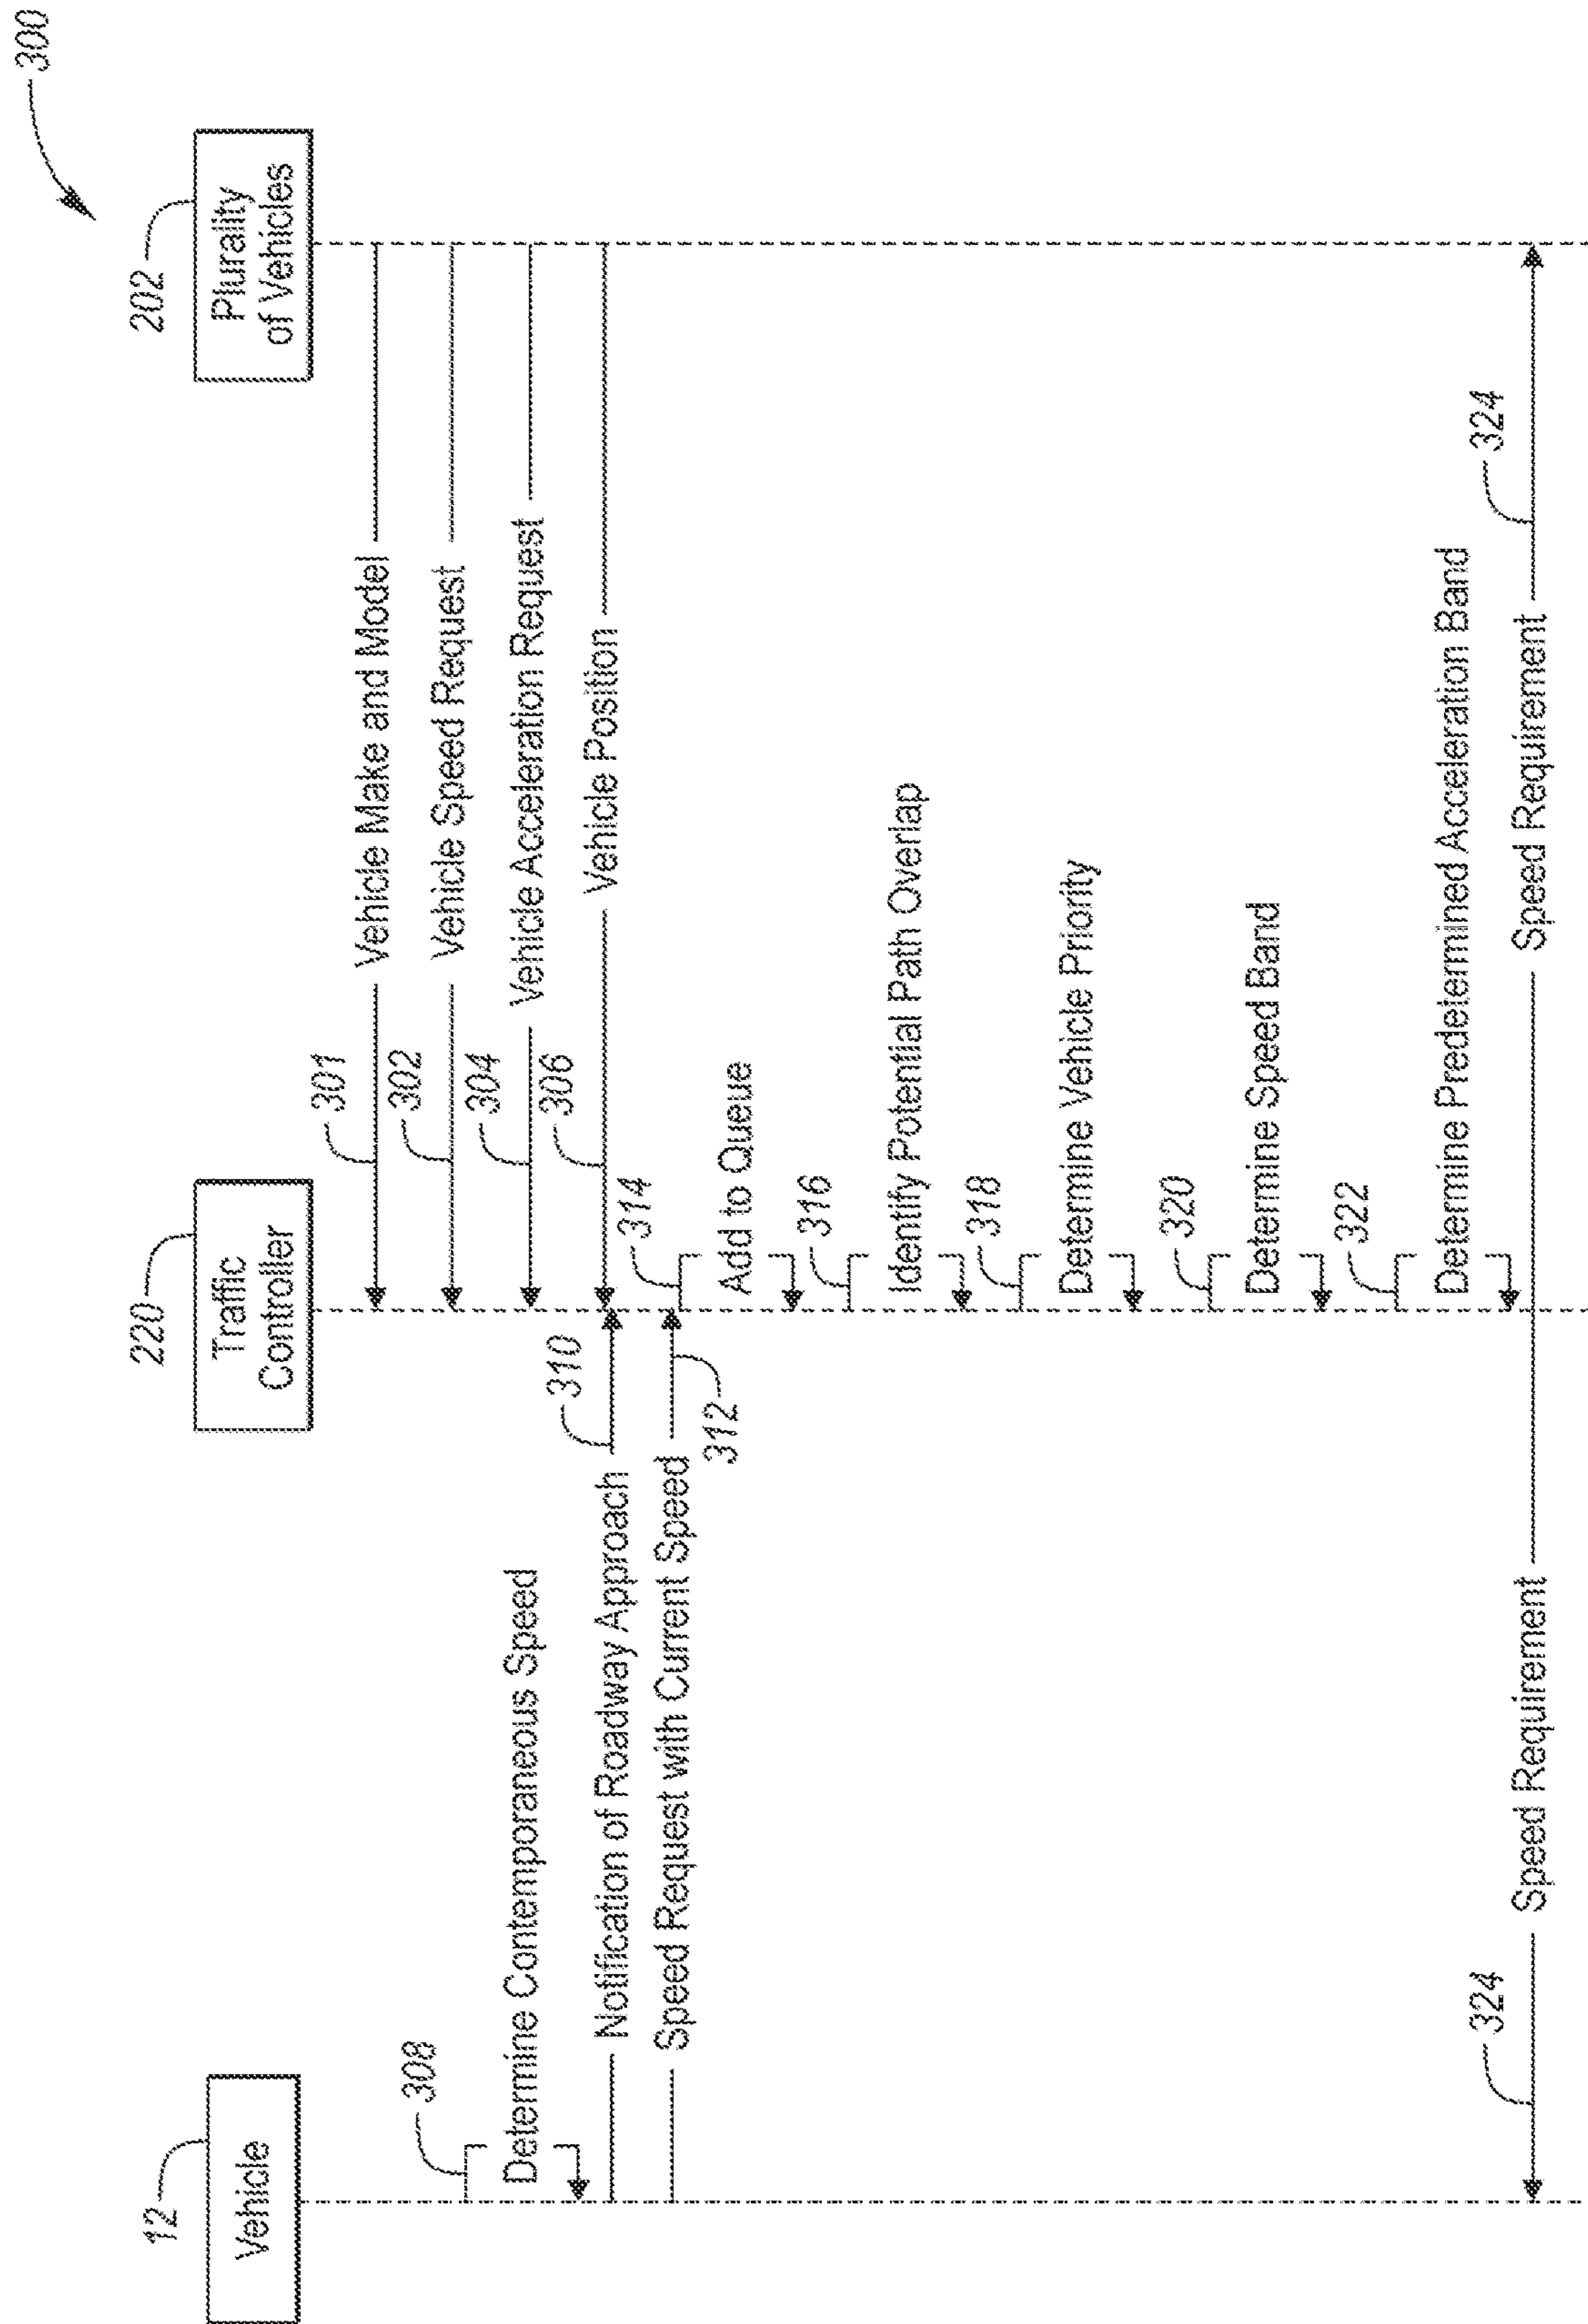 300
12
Vehicle
220
Traffic
Controller
202
Plurality
of Vehicles
301
Vehicle Make and Model
302
Vehicle Speed Request
308
Determine Contemporaneous Speed
304
Vehicle Acceleration Request
306
Vehicle Position
310
Notification of Roadway Approach
Speed Request with Current Speed
312
314
Add to Queue
316
Identify Potential Path Overlap
318
Determine Vehicle Priority
320
Determine Speed Band
322
Determine Predetermined Acceleration Band
324
Speed Requirement
Speed Requirement
324